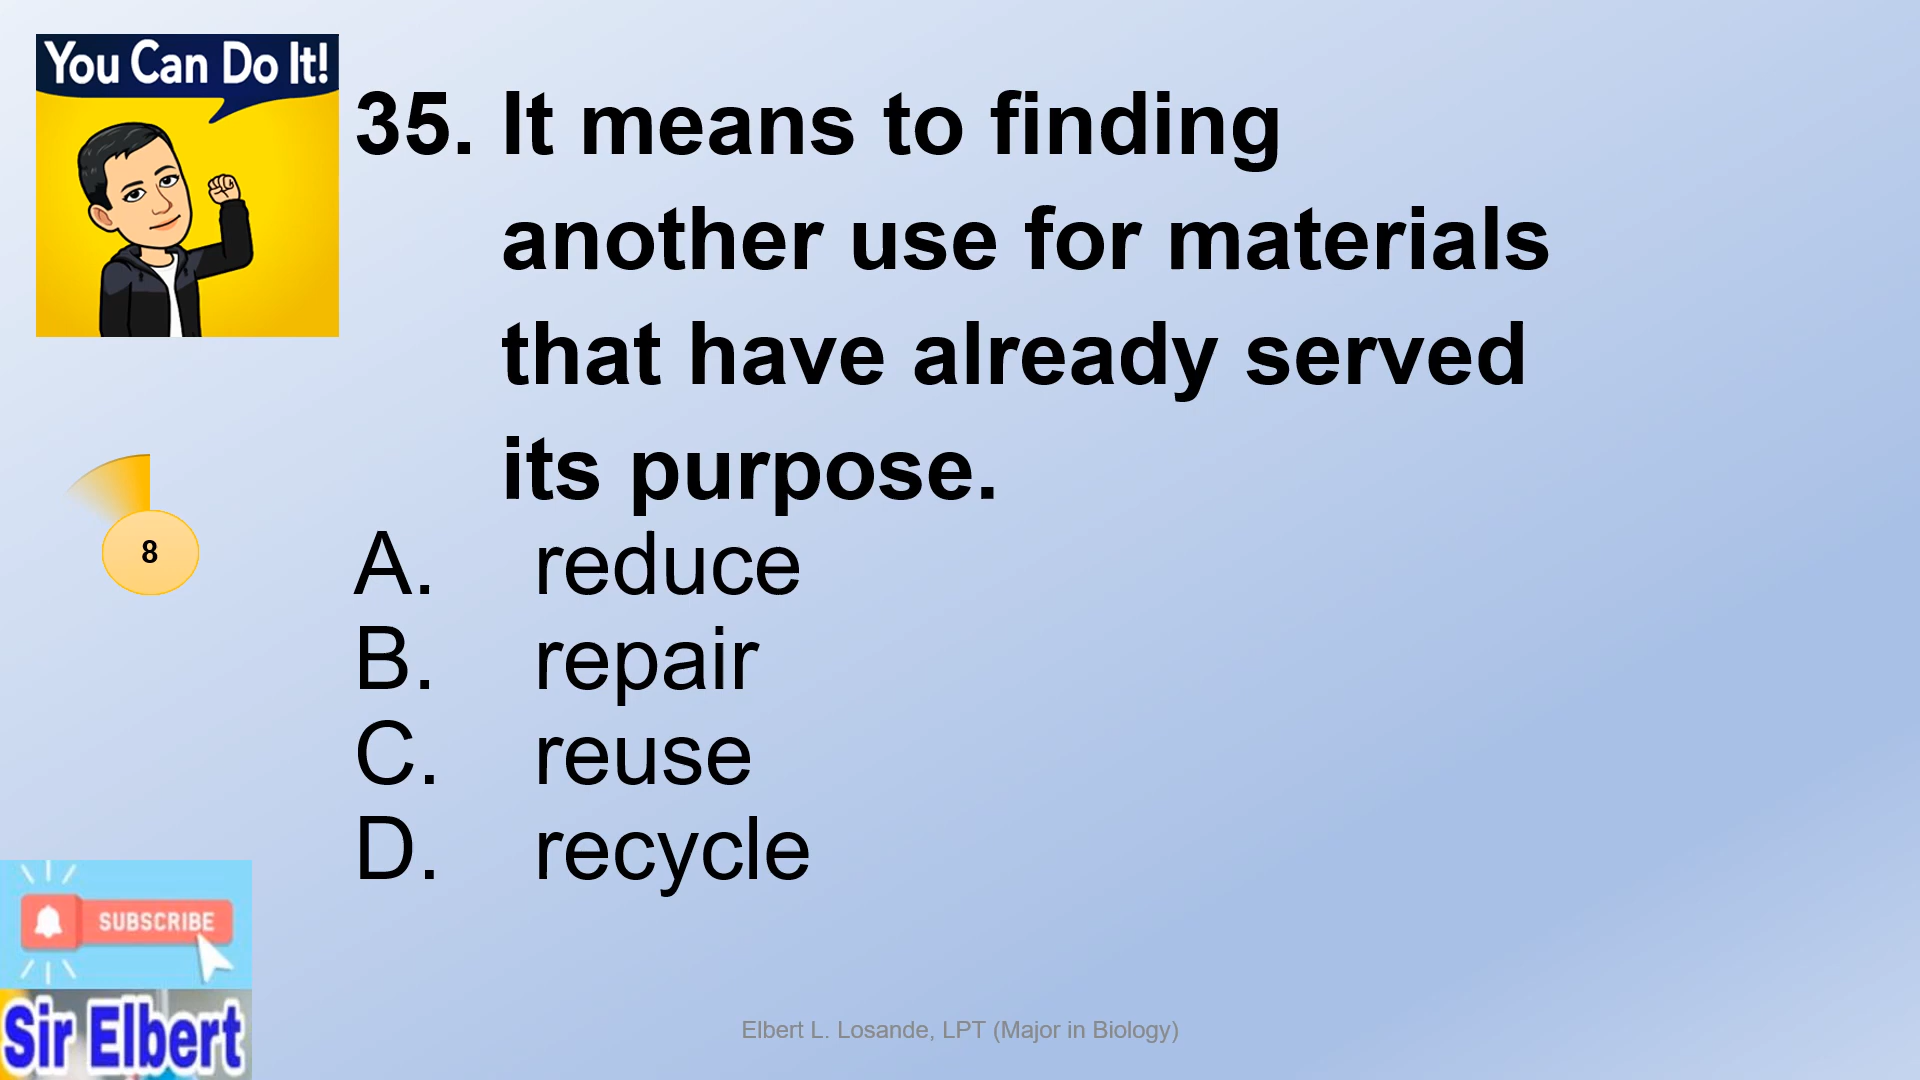 You Can Do It!
35. It means to finding
another use for materials
that have already served
its purpose.
A. reduce
B. repair
C. reuse
D. recycle
8
SUBSCRIBE
Sir Elbert
Elbert L. Losande, LPT (Major in Biology)